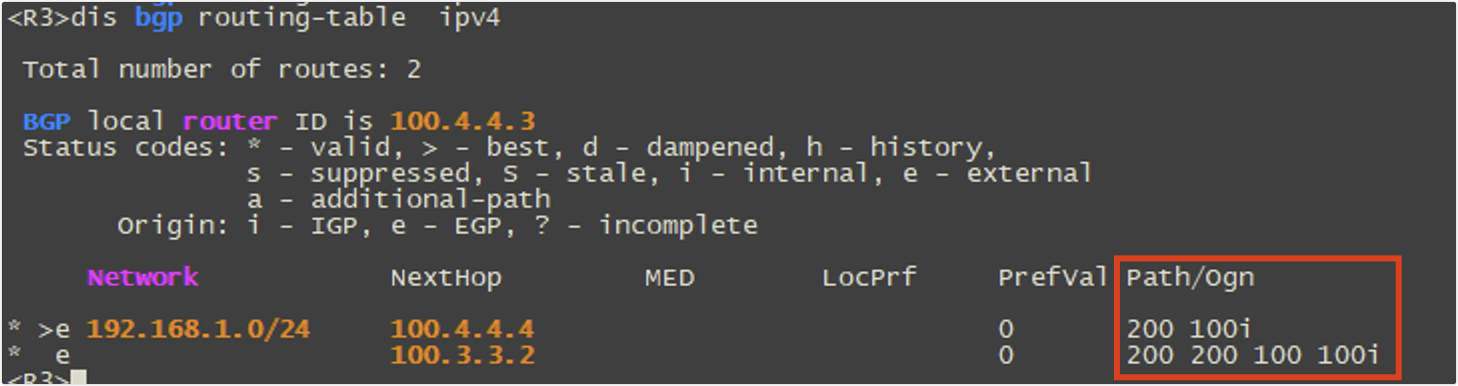 <R3>dis bgp routing-table  ipv4
Total number of routes: 2
BGP local router ID is 100.4.4.3
Status codes: * - valid, > - best, d - dampened, h - history,
s - suppressed, S - stale, i - internal, e - external
a - additional-path
Origin: i - IGP, e - EGP, ? - incomplete
Network NextHop MED LocPrf PrefVal Path/Ogn
* >e 192.168.1.0/24 100.4.4.4 0 200 100i
*  e 100.3.3.2 0 200 200 100 100i
<R3>